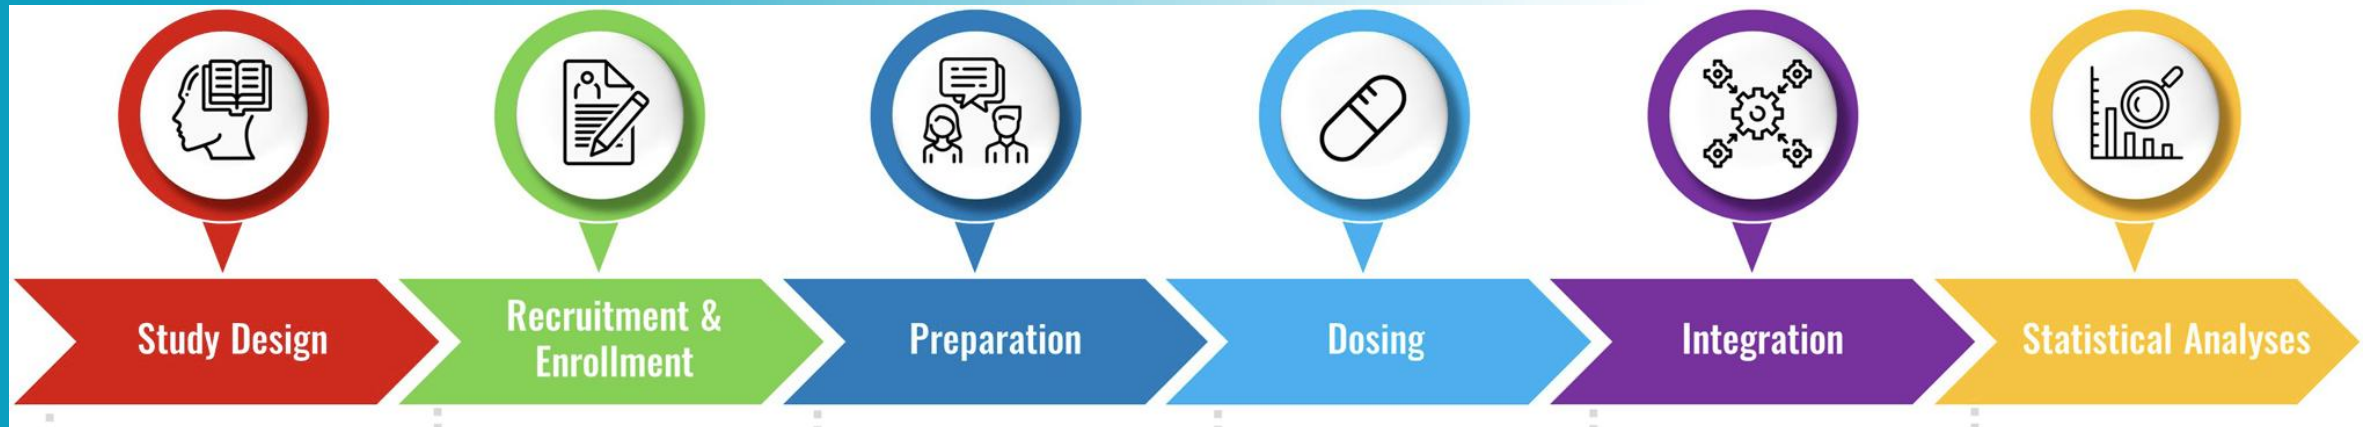 Study Design
Recruitment &
Enrollment
Preparation
Dosing
Integration
Statistical Analyses